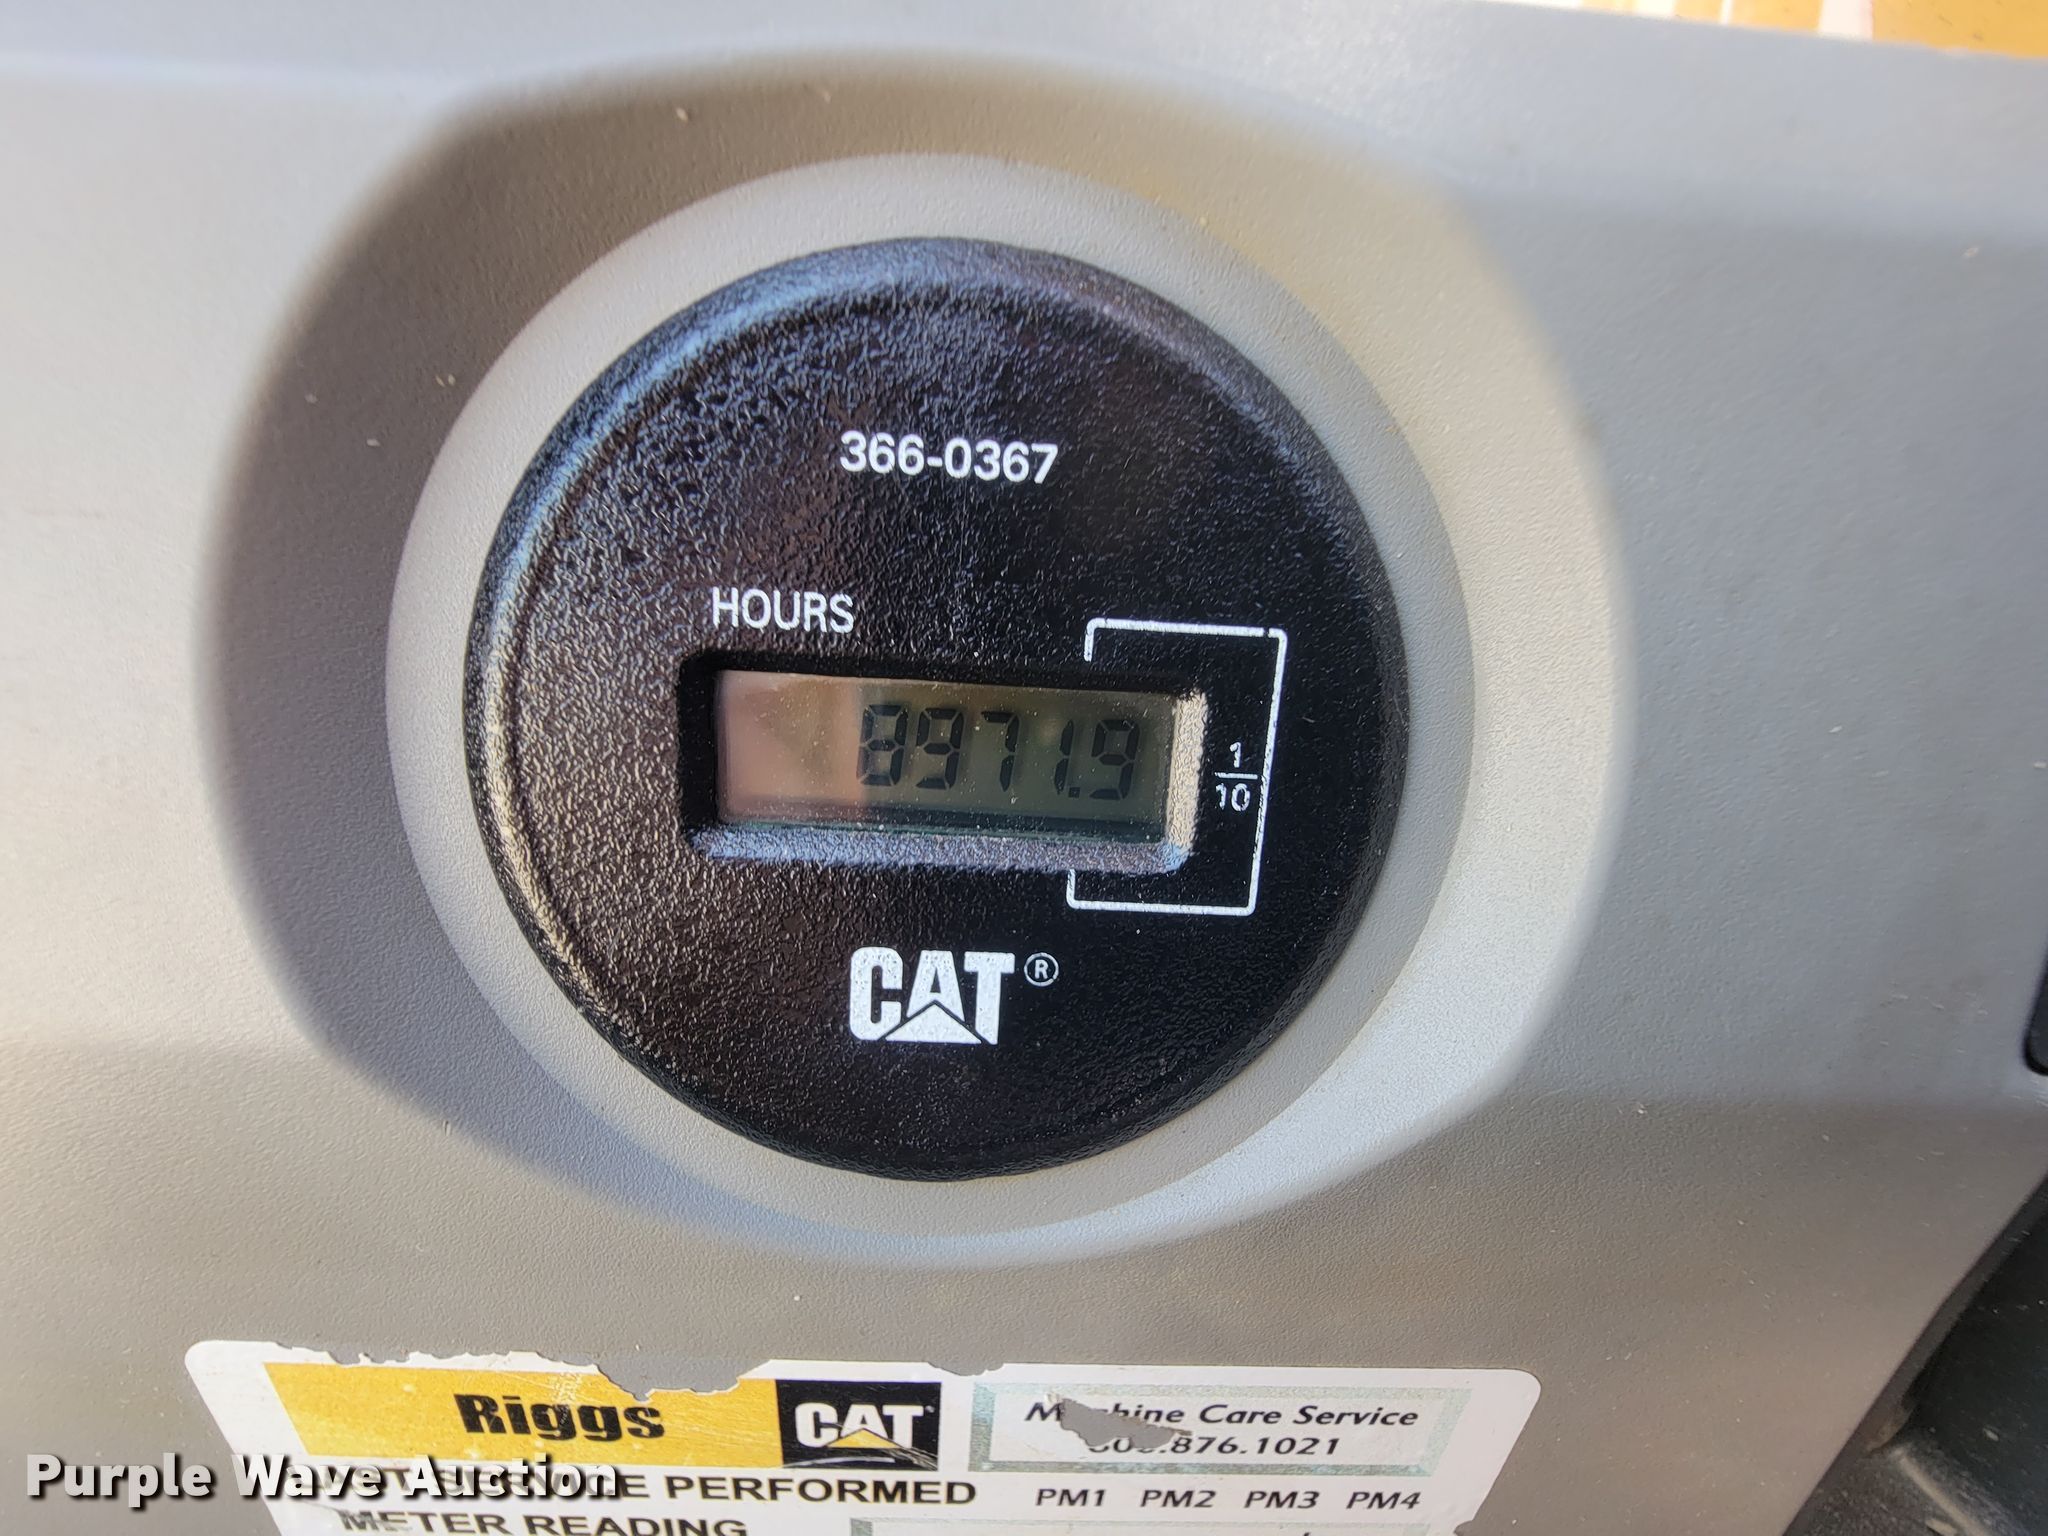 366-0367
HOURS
8971.9
1
10
CAT®
Riggs CAT
Machine Care Service
876.1021
PERFORMED
PM1 PM2 PM3 PM4
METER READING
Purple Wave Auction